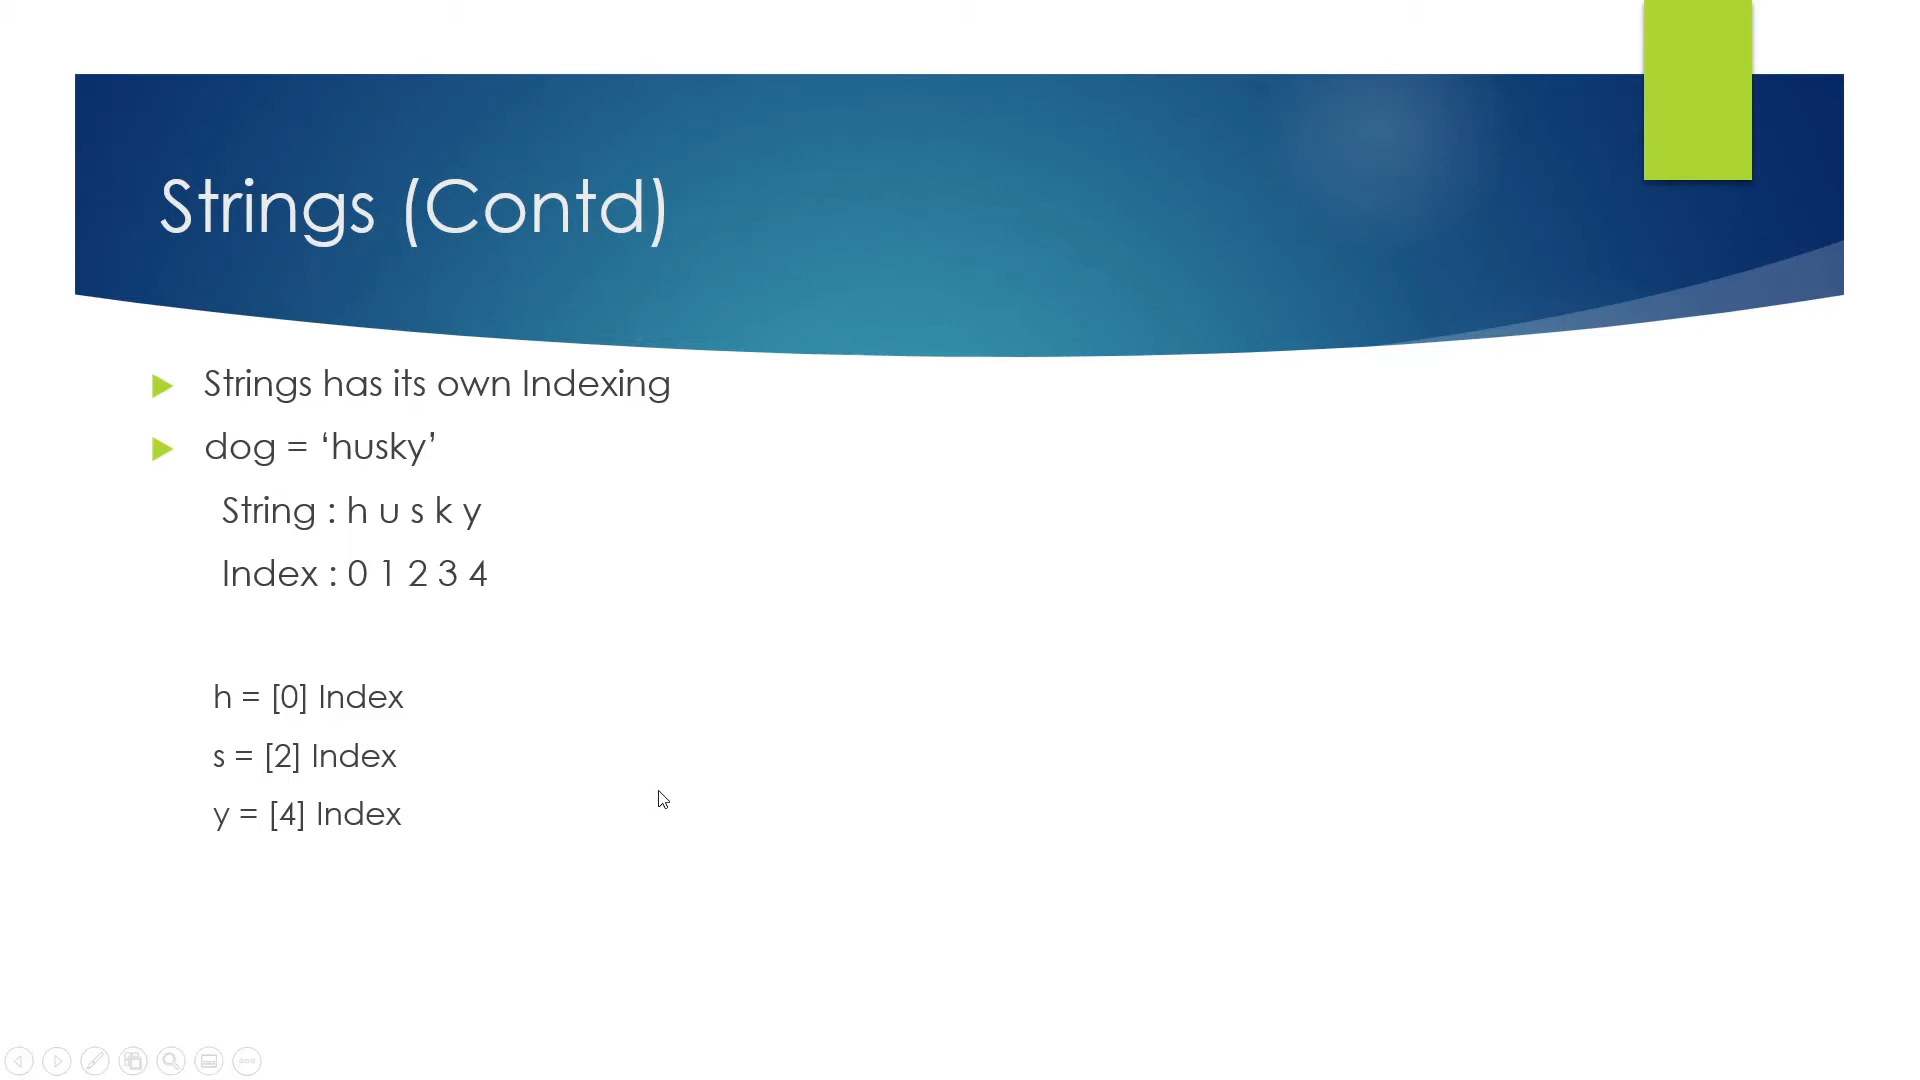 Strings (Contd)
Strings has its own Indexing
dog = ‘husky’
String : h u s k y
Index : 0 1 2 3 4
h = [0] Index
s = [2] Index
y = [4] Index